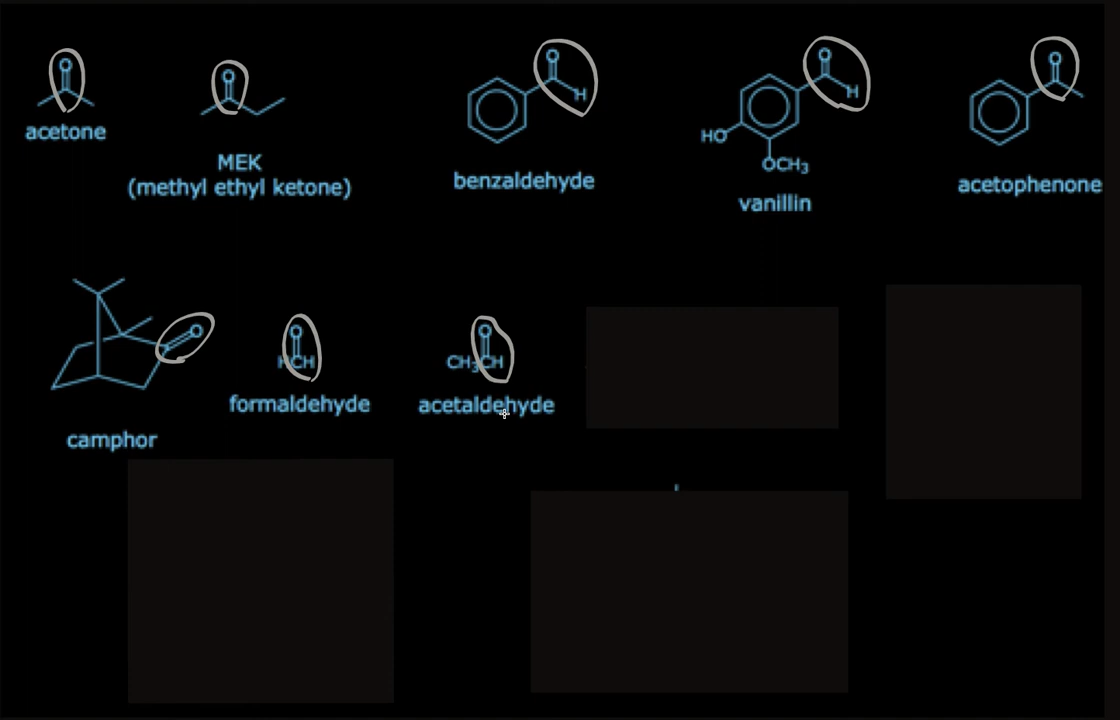 O
acetone
O
MEK
(methyl ethyl ketone)
O
H
benzaldehyde
O
H
HO
OCH₃
vanillin
O
acetophenone
O
camphor
O
HCH
formaldehyde
O
CH₃CH
acetaldehyde